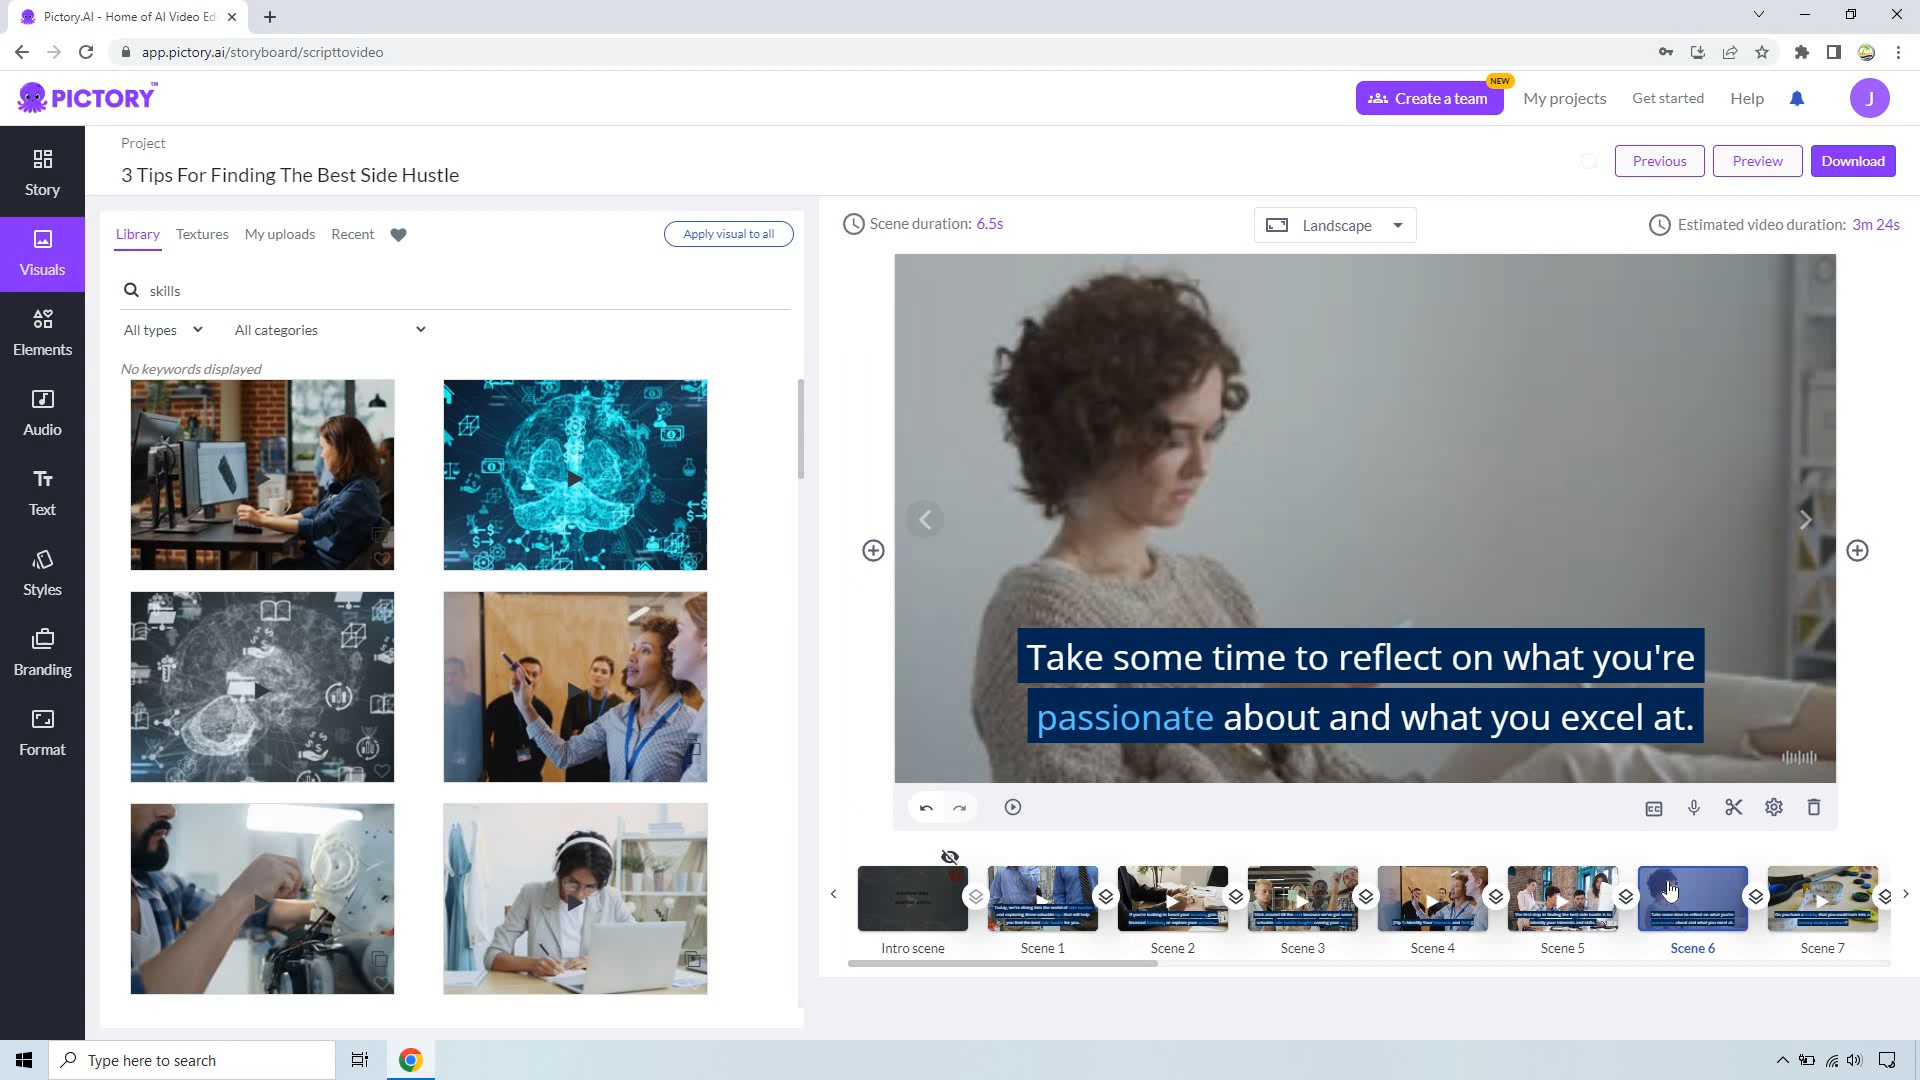 Pictory.AI - Home of AI Video Ed
app.pictory.ai/storyboard/scripttovideo
PICTORY™
Create a team
NEW
My projects
Get started
Help
J
Story
Visuals
Elements
Audio
Text
Styles
Branding
Format
Project
3 Tips For Finding The Best Side Hustle
Previous
Preview
Download
Library
Textures
My uploads
Recent
Apply visual to all
skills
All types
All categories
No keywords displayed
Scene duration: 6.5s
Landscape
Estimated video duration: 3m 24s
Take some time to reflect on what you're
passionate about and what you excel at.
CC
Intro scene
Scene 1
Scene 2
Scene 3
Scene 4
Scene 5
Scene 6
Scene 7
Type here to search